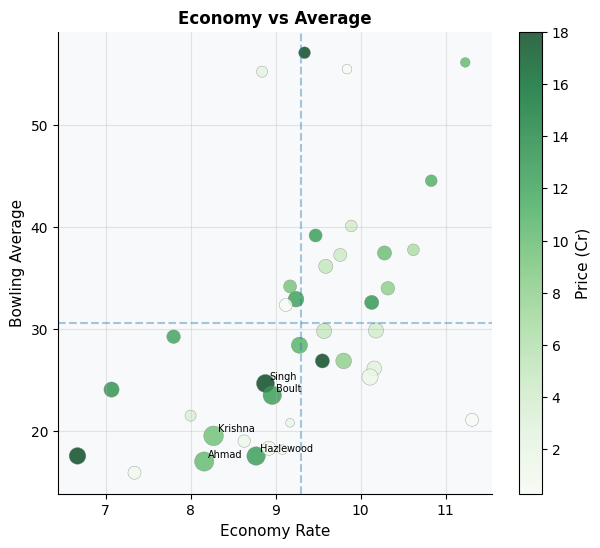 Economy vs Average
Bowling Average
50
40
30
20
Singh
Boult
Krishna
Hazlewood
Ahmad
7 8 9 10 11
Economy Rate
18
16
14
12
10
8
6
4
2
Price (Cr)